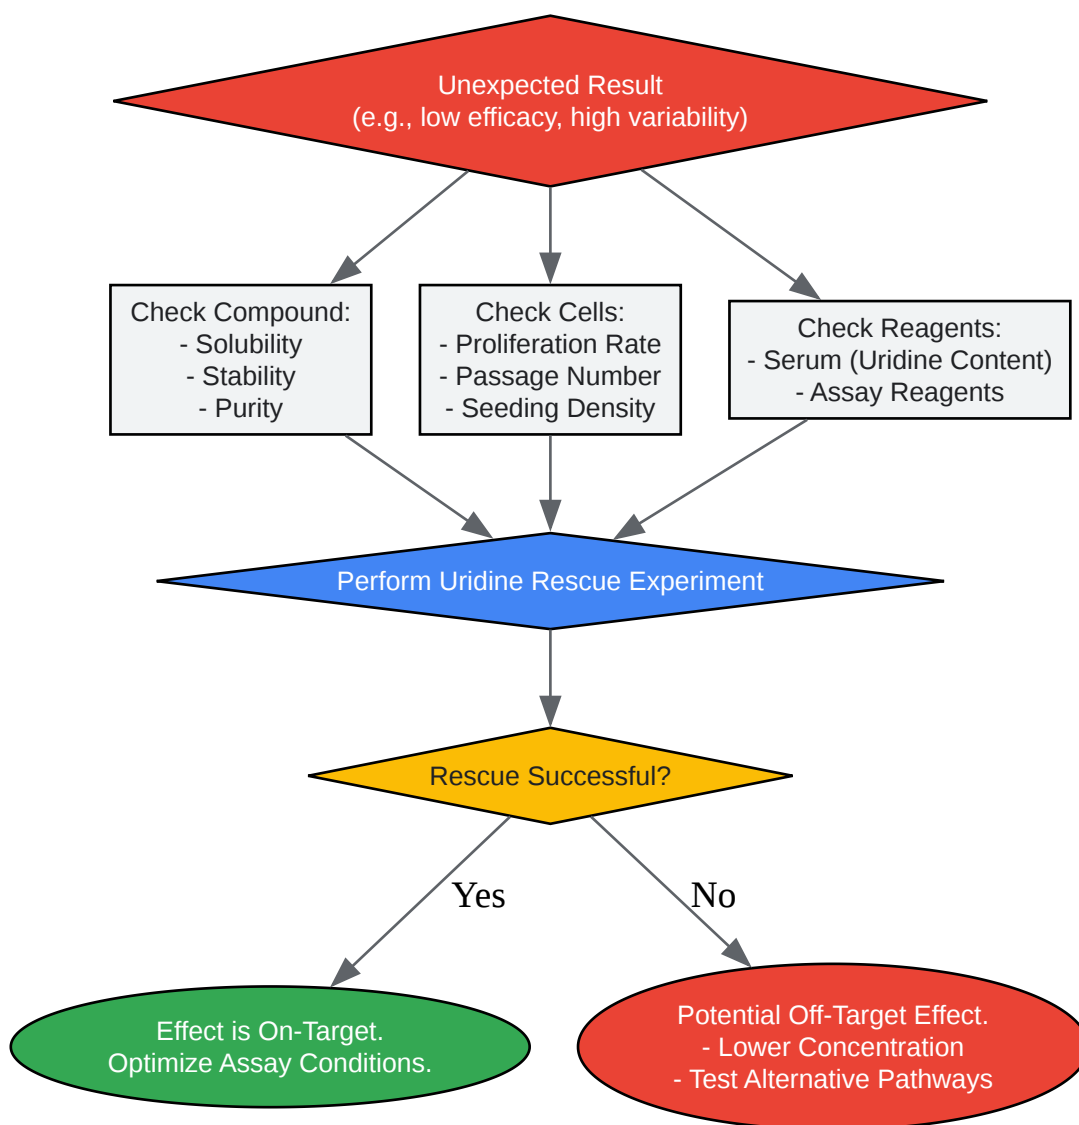 Unexpected Result
(e.g., low efficacy, high variability)
Check Compound:
- Solubility
- Stability
- Purity
Check Cells:
- Proliferation Rate
- Passage Number
- Seeding Density
Check Reagents:
- Serum (Uridine Content)
- Assay Reagents
Perform Uridine Rescue Experiment
Rescue Successful?
Yes
No
Effect is On-Target.
Optimize Assay Conditions.
Potential Off-Target Effect.
- Lower Concentration
- Test Alternative Pathways